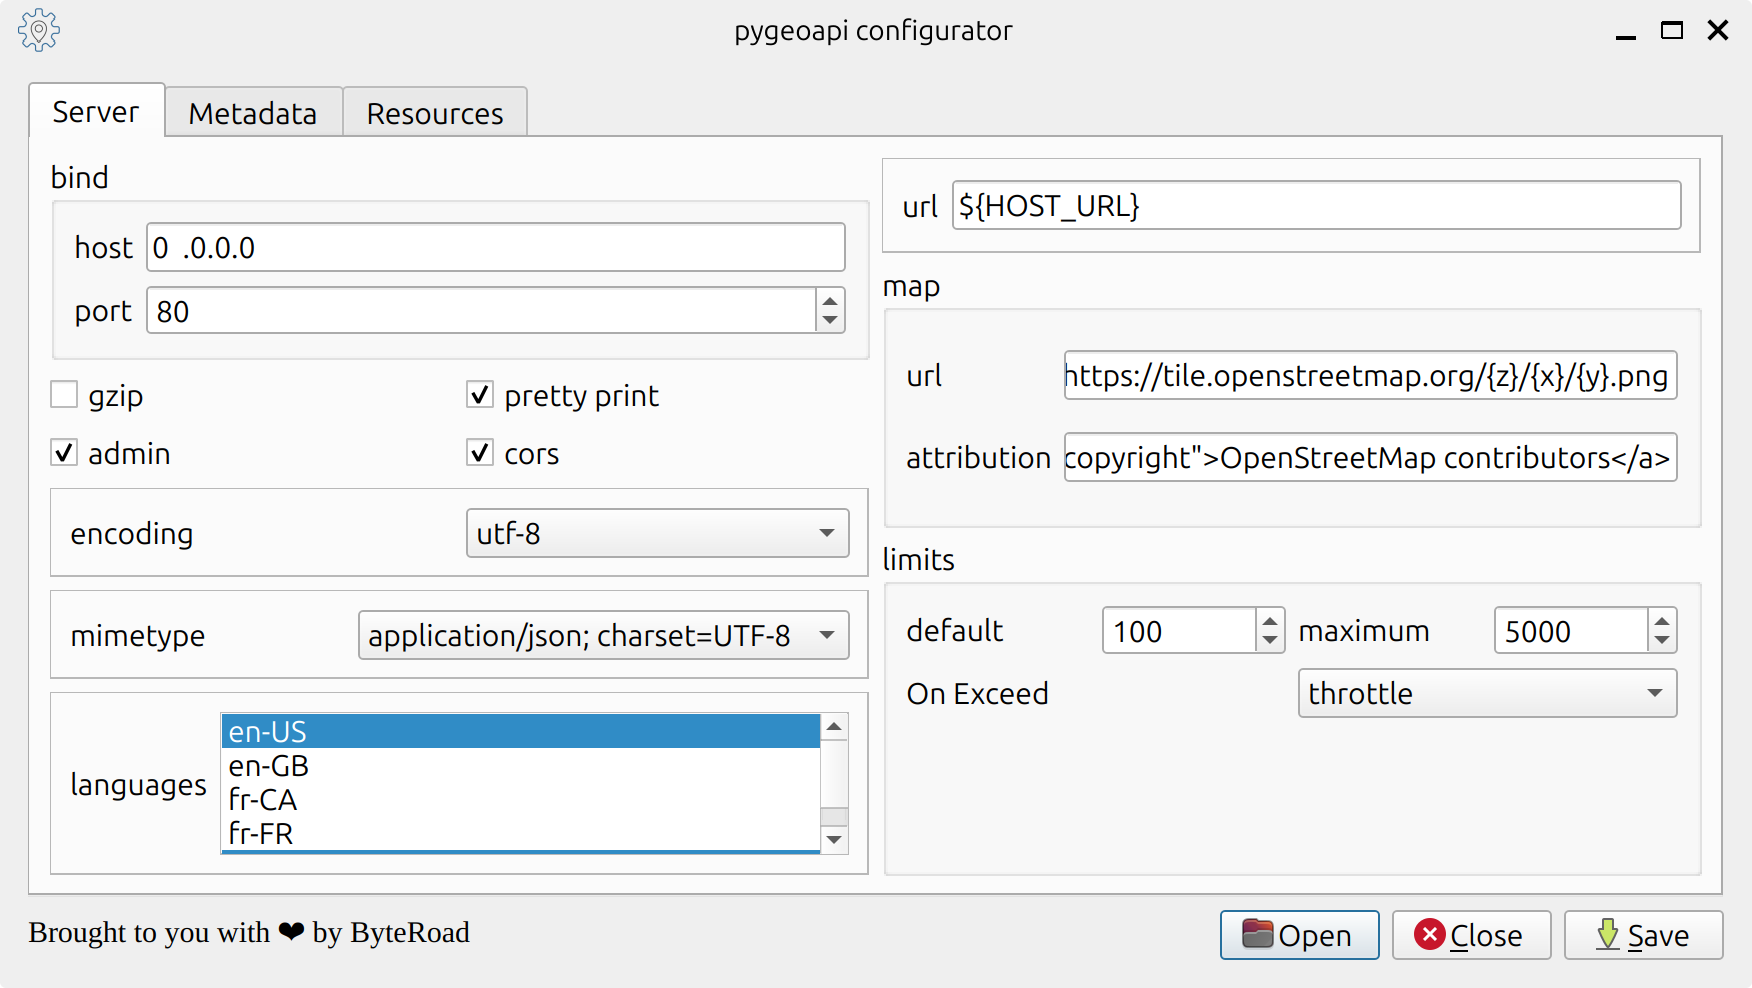 pygeoapi configurator
Server Metadata Resources
bind
host 0 .0.0.0
port 80
gzip pretty print
admin cors
encoding utf-8
mimetype application/json; charset=UTF-8
languages
en-US
en-GB
fr-CA
fr-FR
url ${HOST_URL}
map
url https://tile.openstreetmap.org/{z}/{x}/{y}.png
attribution copyright">OpenStreetMap contributors</a>
limits
default 100 maximum 5000
On Exceed throttle
Brought to you with ❤ by ByteRoad
Open Close Save